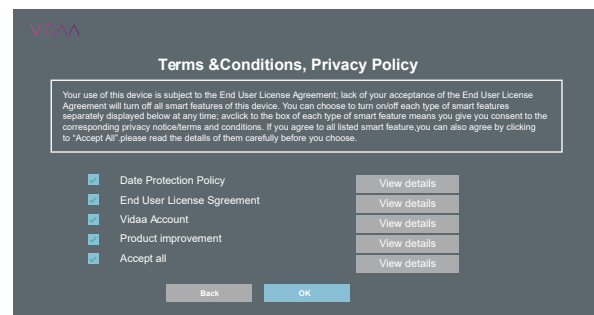 VIDAA
Terms &Conditions, Privacy Policy
Your use of this device is subject to the End User License Agreement; lack of your acceptance of the End User License
Agreement will turn off all smart features of this device. You can choose to turn on/off each type of smart features
separately displayed below at any time; avclick to the box of each type of smart feature means you give you consent to the
corresponding privacy notice/terms and conditions. If you agree to all listed smart feature,you can also agree by clicking
to “Accept All”.please read the detalls of them carefully before you choose.
Date Protection Policy View details
End User License Sgreement View details
Vidaa Account View details
Product improvement View details
Accept all View details
Back OK